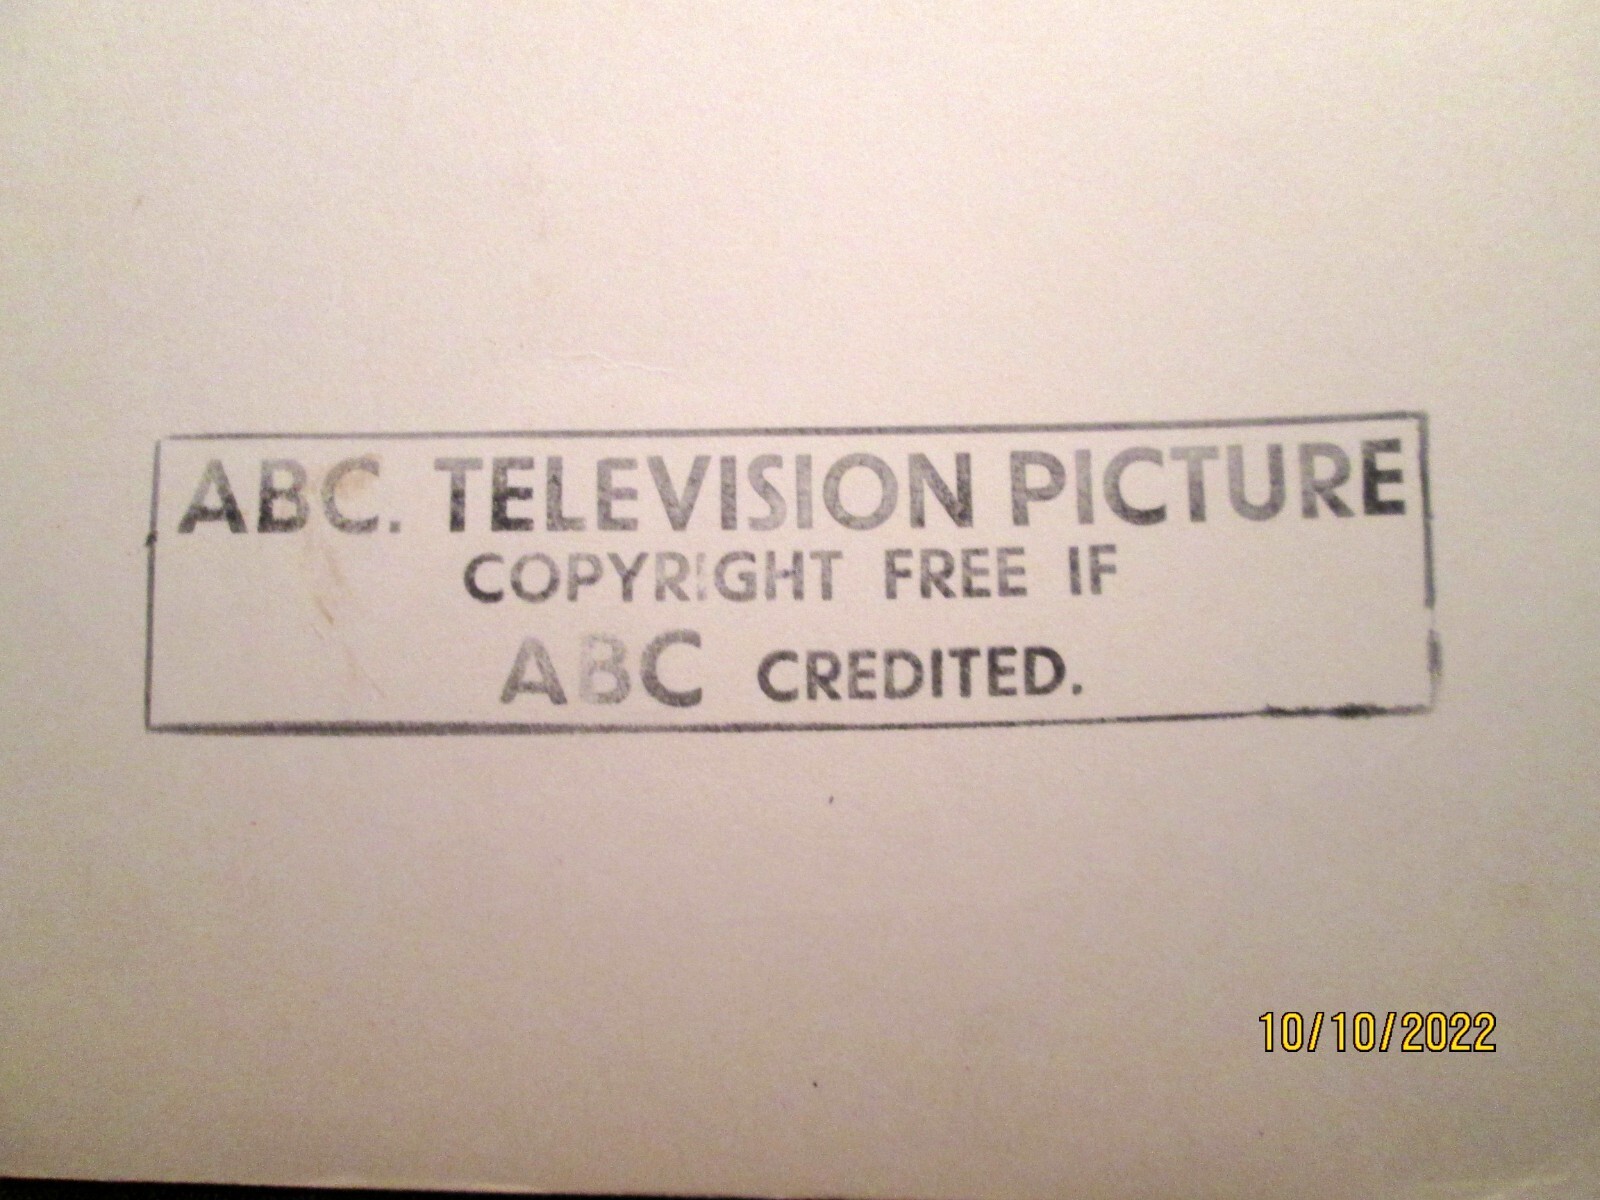 ABC. TELEVISION PICTURE
COPYRIGHT FREE IF
ABC CREDITED.
10/10/2022